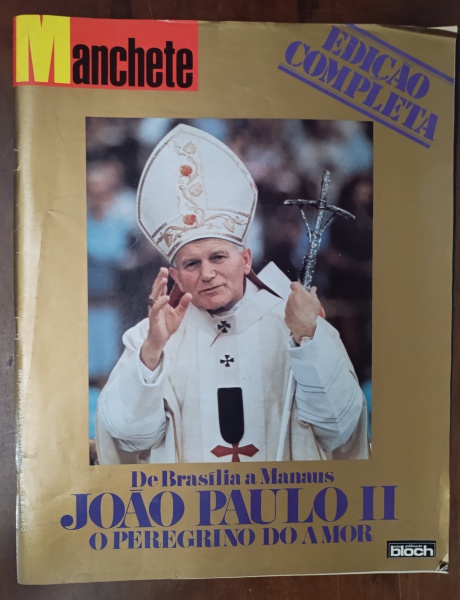 Manchete
EDIÇÃO
COMPLETA
De Brasília a Manaus
JOÃO PAULO II
O PEREGRINO DO AMOR
bloch